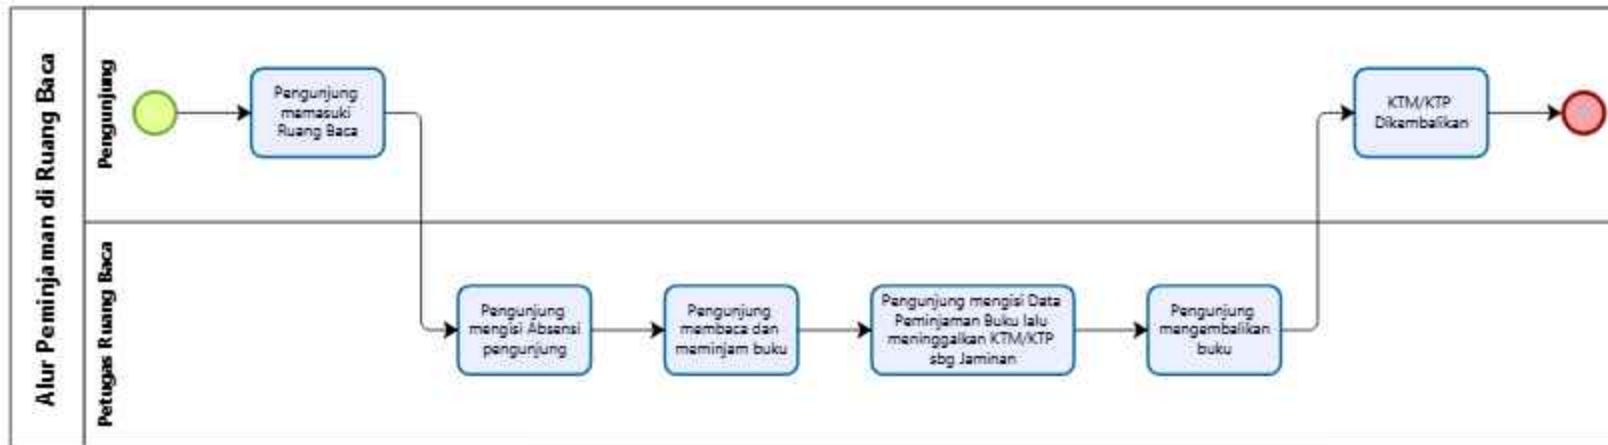 Alur Peminjaman di Ruang Baca
Pengunjung
Pengunjung
memasuki
Ruang Baca
KTM/KTP
Dikembalikan
Petugas Ruang Baca
Pengunjung
mengisi Absensi
pengunjung
Pengunjung
membaca dan
meminjam buku
Pengunjung mengisi Data
Peminjaman Buku lalu
meninggalkan KTM/KTP
sbg Jaminan
Pengunjung
mengembalikan
buku